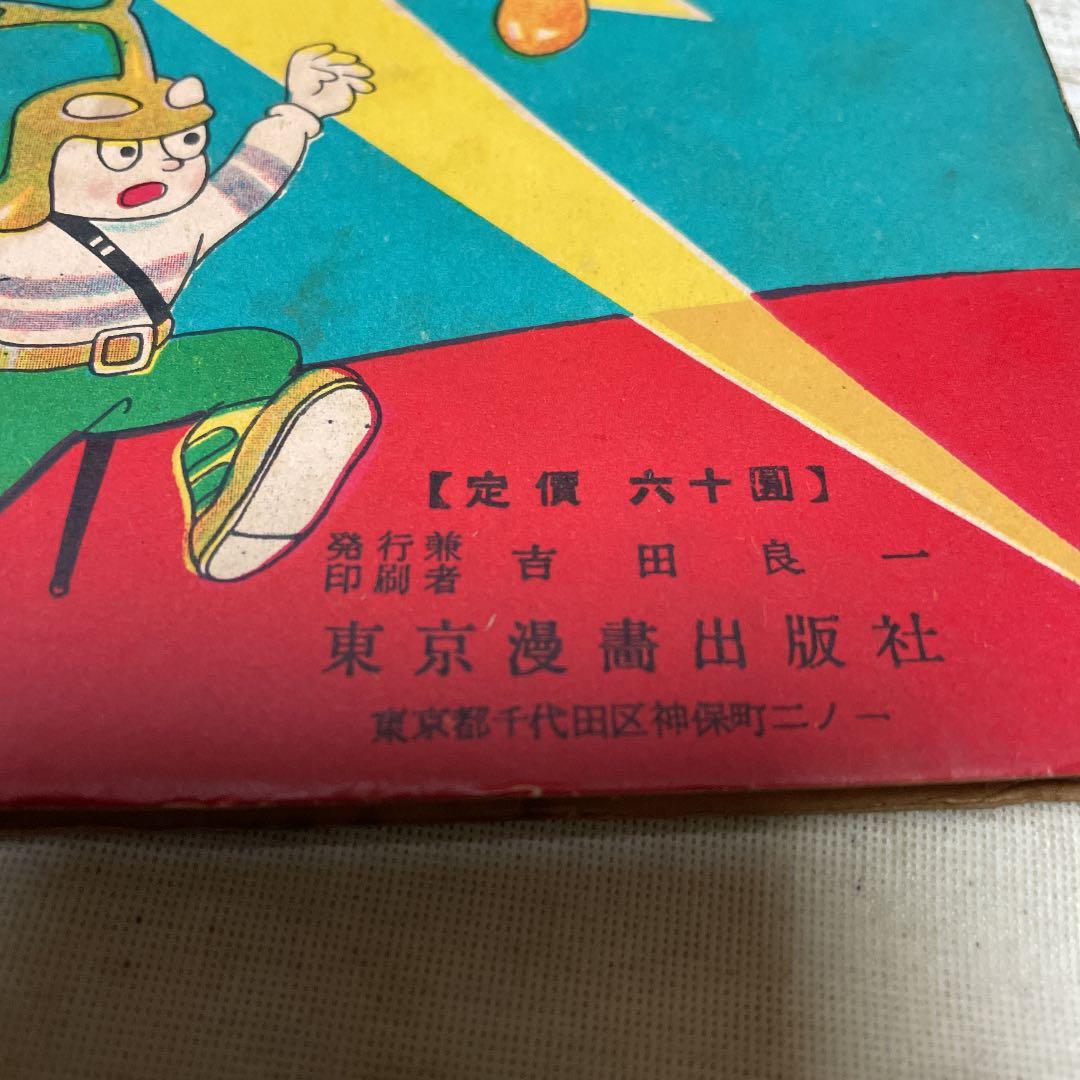 【定價 六十圓】
発行兼
印刷者 吉田良一
東京漫畵出版社
東京都千代田区神保町二ノ一